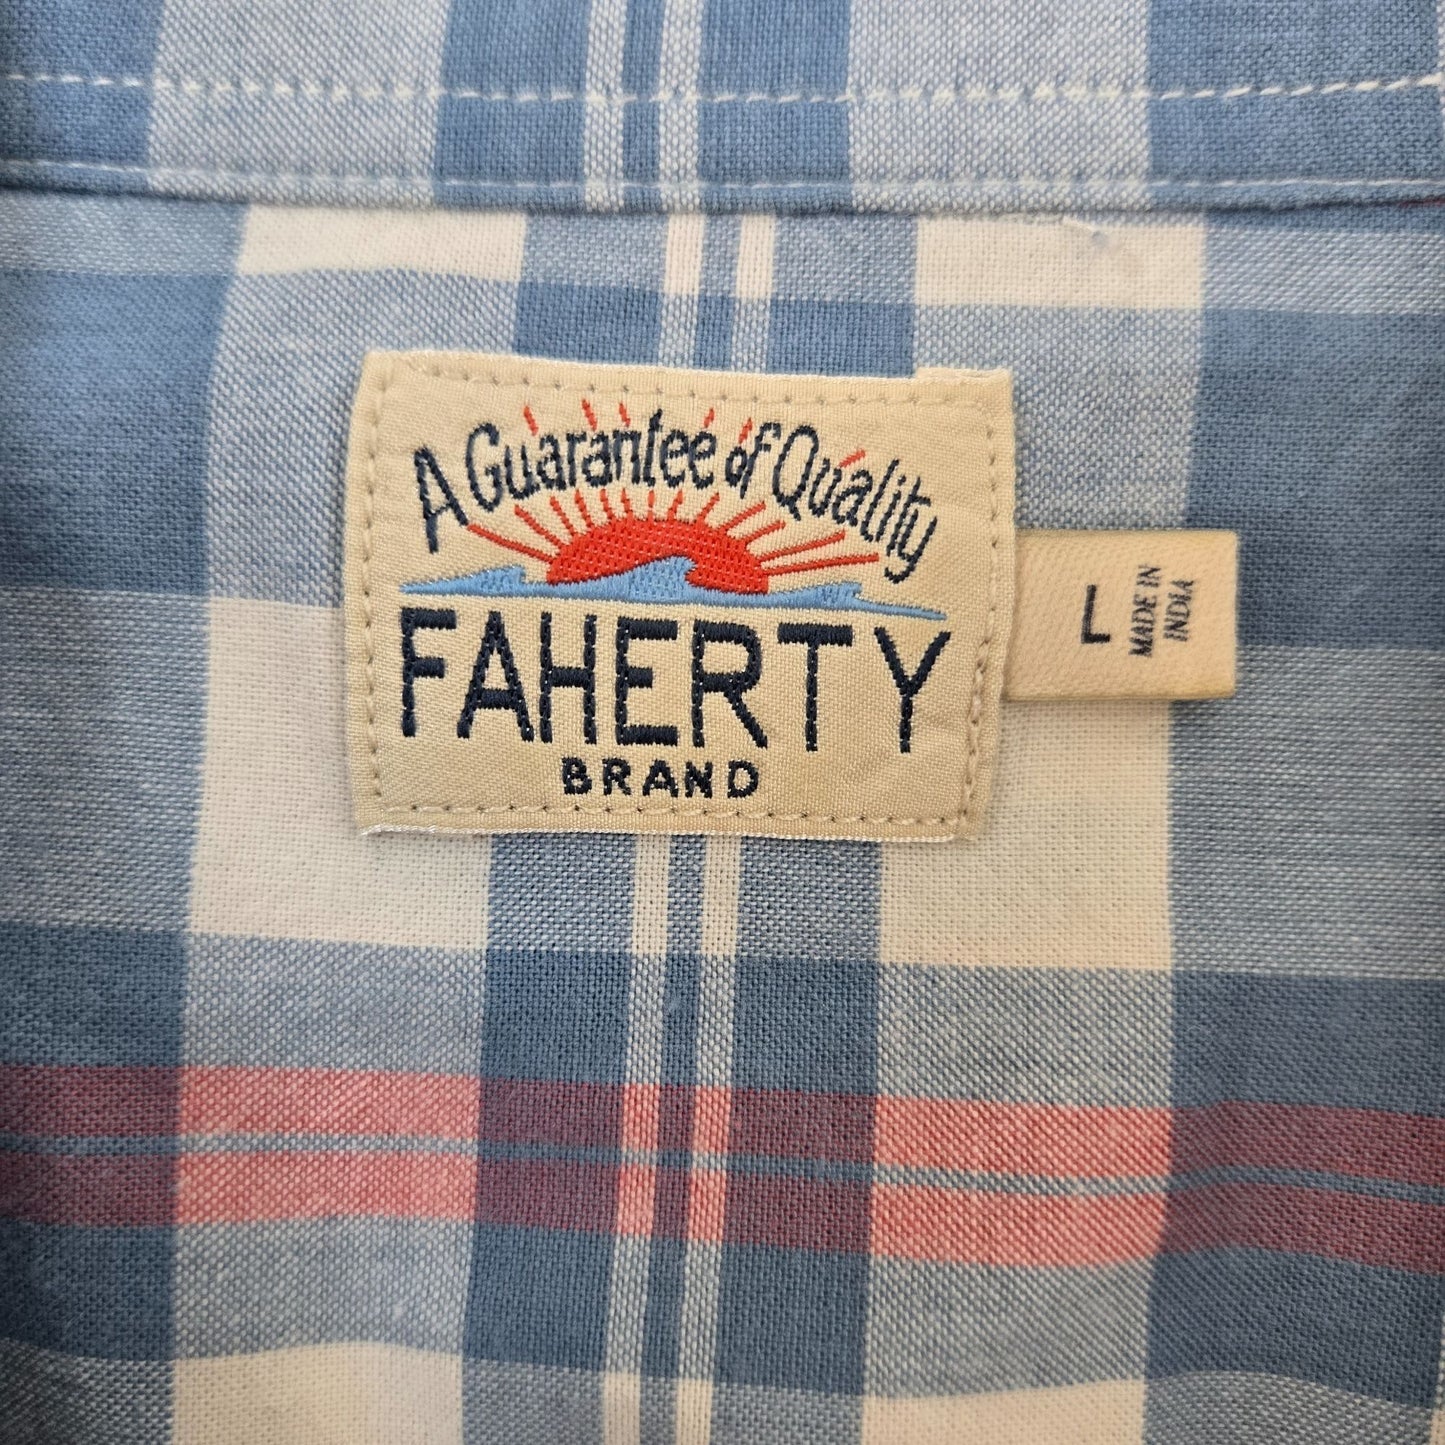 A Guarantee of Quality
FAHERTY
BRAND
L
MADE IN
INDIA